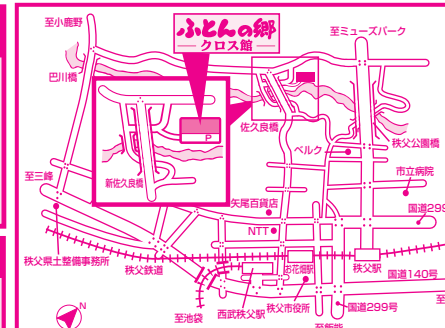 至小鹿野
ふとんの郷
クロス館
至ミューズパーク
巴川橋
佐久良橋
秩父公園橋
P
ベルク
市立病院
新佐久良橋
至三峰
矢尾百貨店
国道299
NTT
秩父県土整備事務所
秩父鉄道
お花畑駅
秩父駅
国道140号
至
西武秩父駅
秩父市役所
国道299号
至池袋
至飯能
N